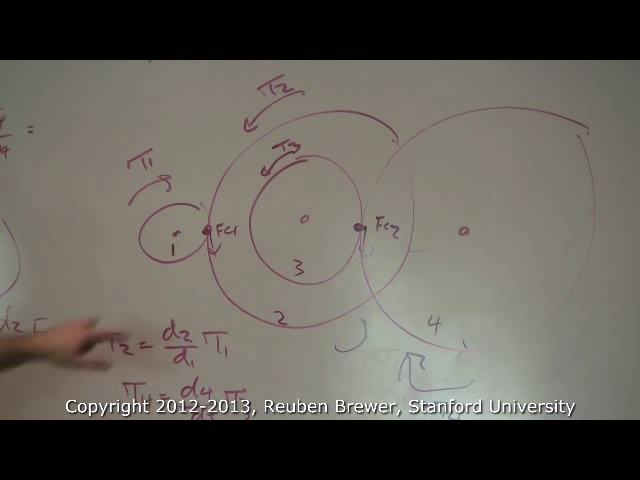 T2
T1
T3
Fc1
Fc2
1
3
2
4
T2 = d2/d1 T1
Copyright 2012-2013, Reuben Brewer, Stanford University